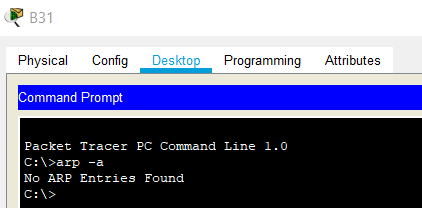 B31
Physical Config Desktop Programming Attributes
Command Prompt
Packet Tracer PC Command Line 1.0
C:\>arp -a
No ARP Entries Found
C:\>